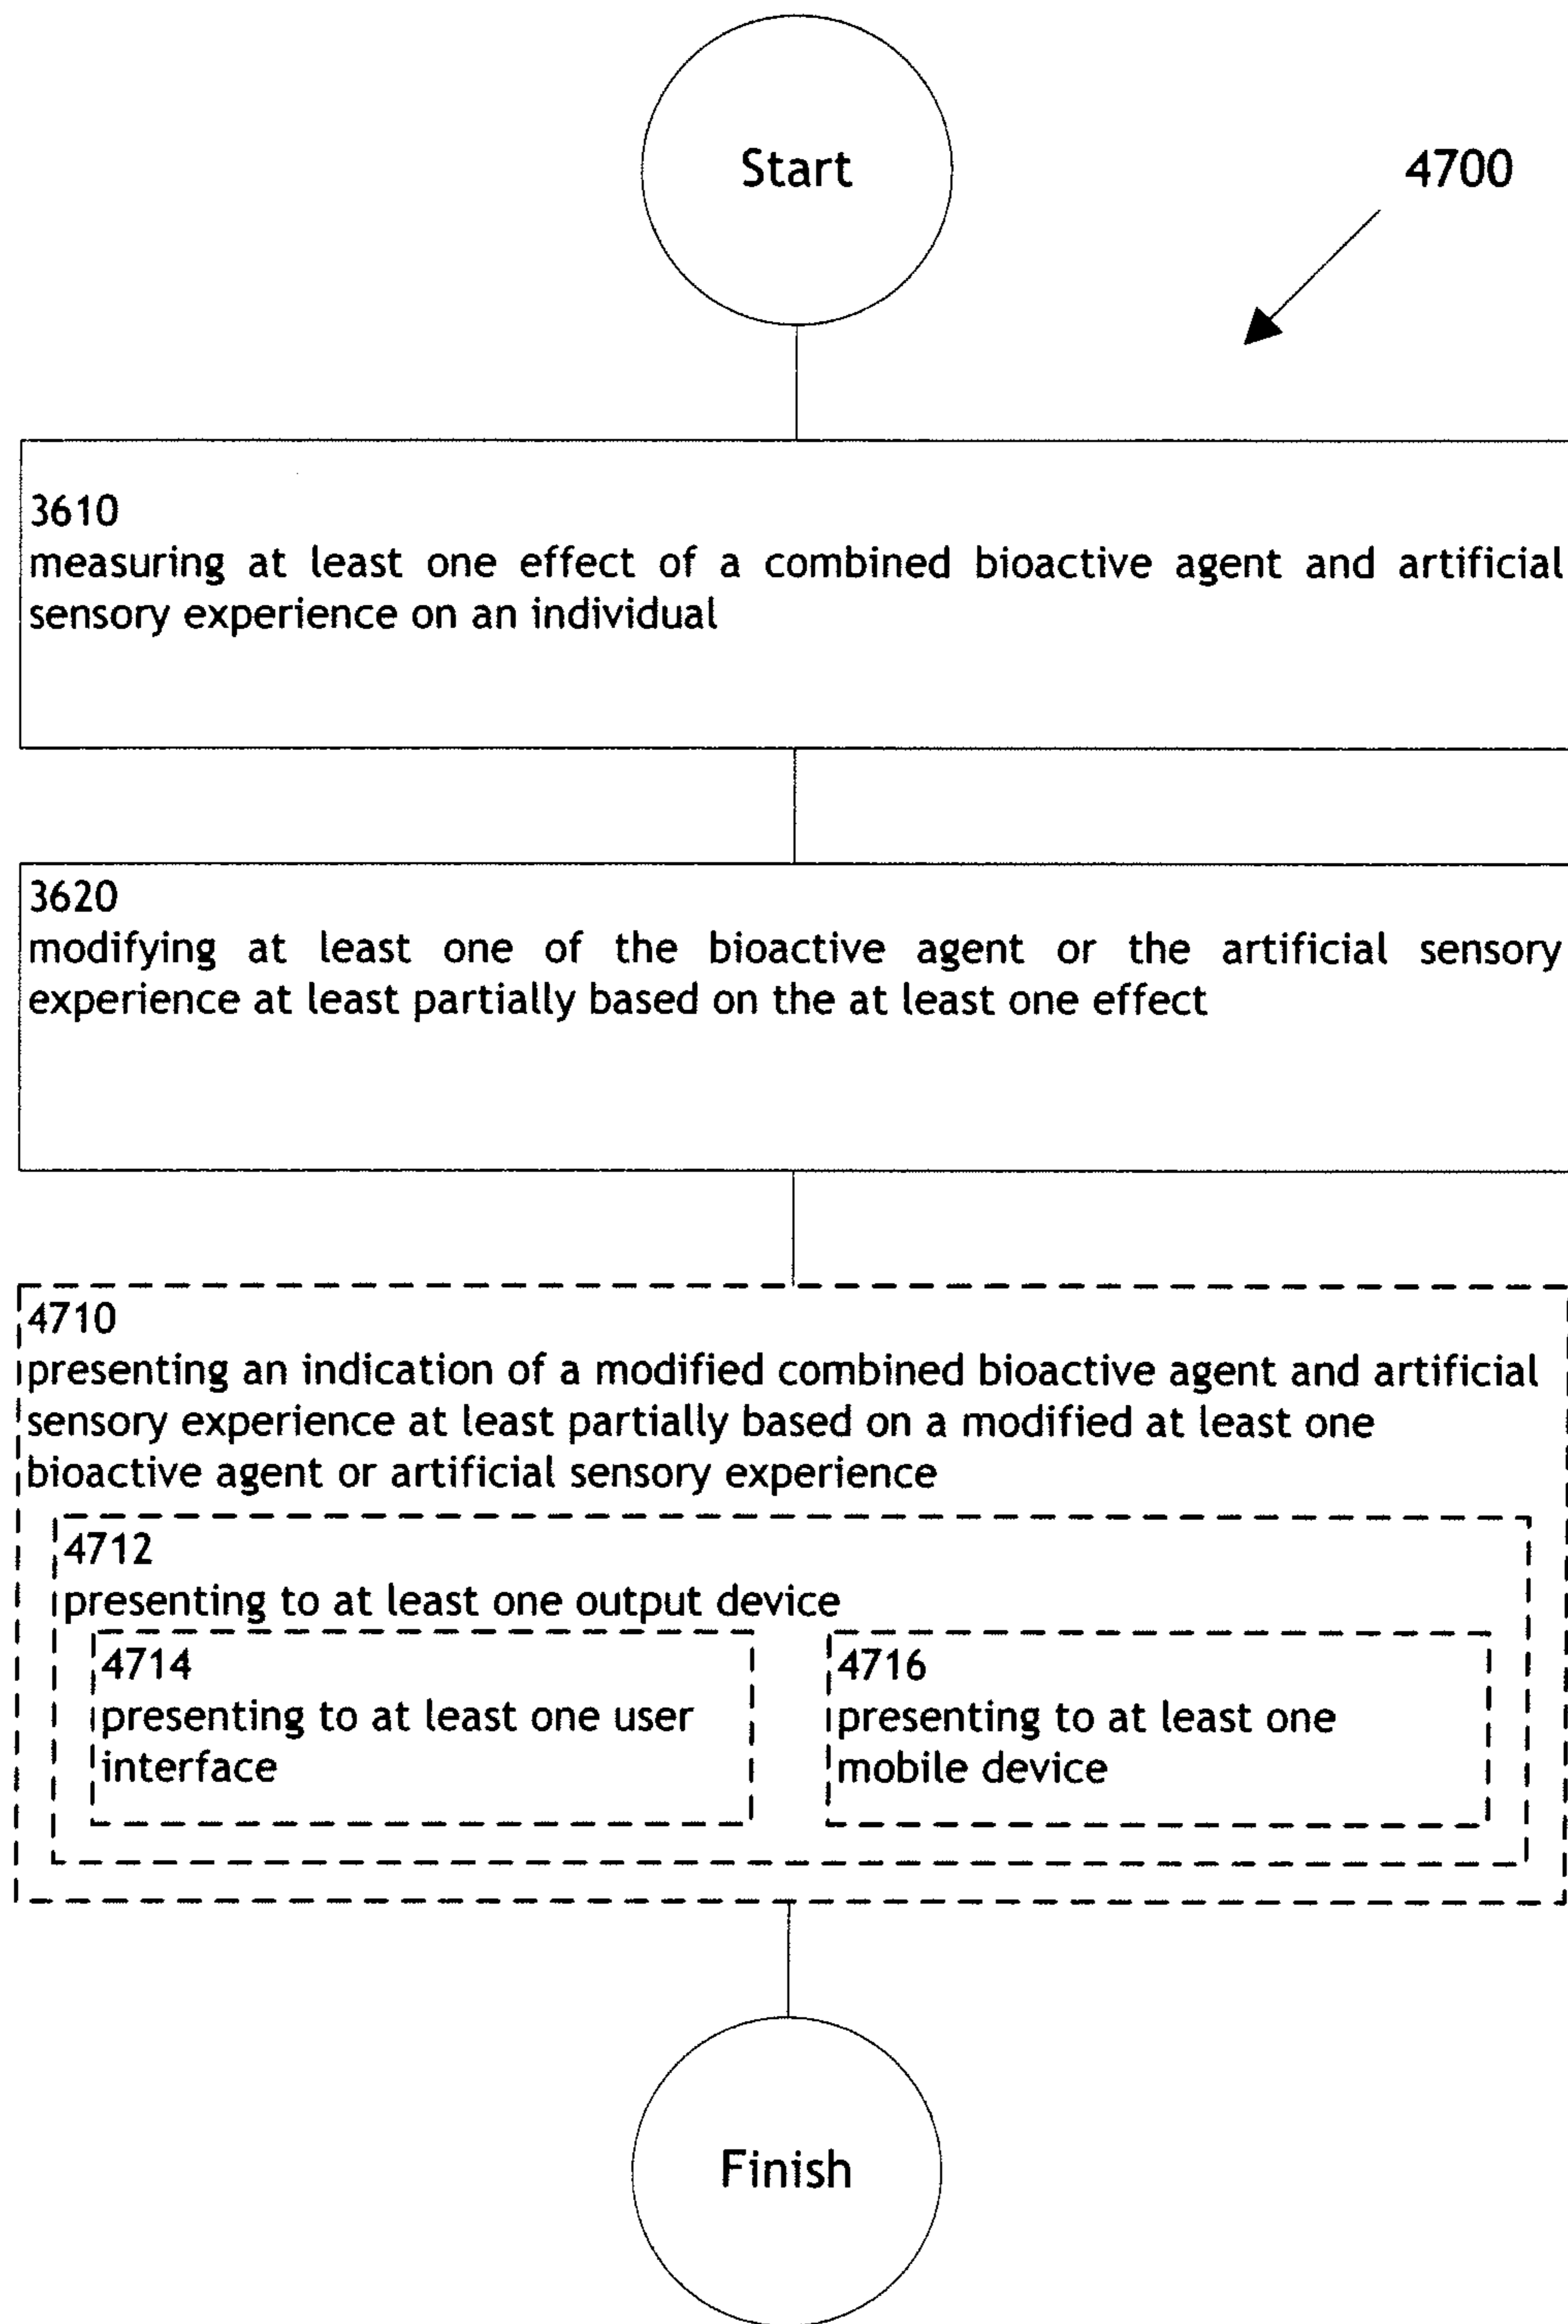 Start
4700
3610
measuring at least one effect of a combined bioactive agent and artificial
sensory experience on an individual
3620
modifying at least one of the bioactive agent or the artificial sensory
experience at least partially based on the at least one effect
4710
presenting an indication of a modified combined bioactive agent and artificial
sensory experience at least partially based on a modified at least one
bioactive agent or artificial sensory experience
4712
presenting to at least one output device
4714
presenting to at least one user
interface
4716
presenting to at least one
mobile device
Finish